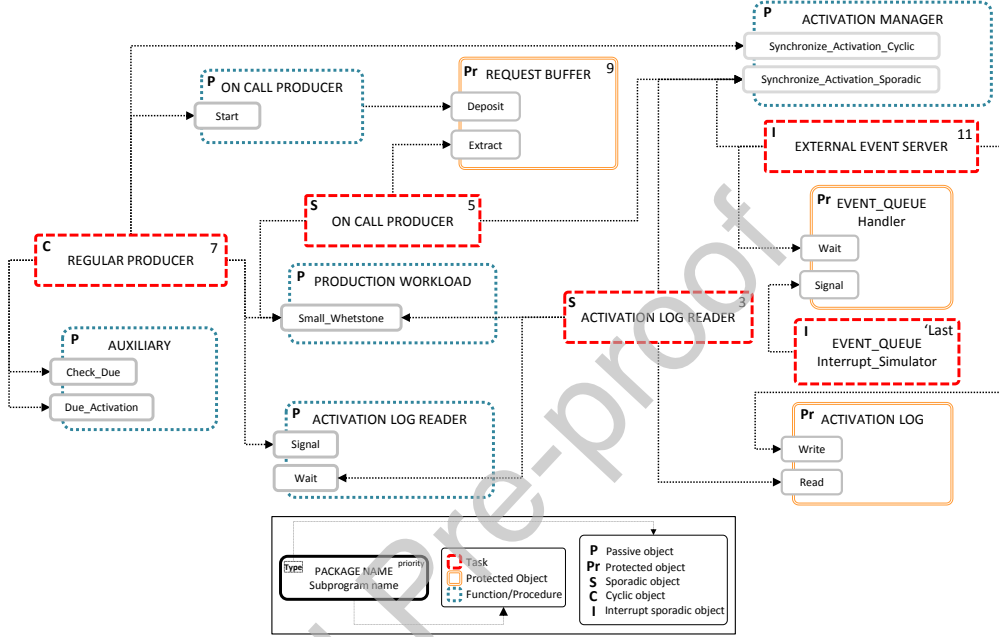 P ACTIVATION MANAGER
Synchronize_Activation_Cyclic
Synchronize_Activation_Sporadic
P ON CALL PRODUCER
Start
Pr REQUEST BUFFER 9
Deposit
Extract
I EXTERNAL EVENT SERVER 11
S ON CALL PRODUCER 5
Pr EVENT_QUEUE
Handler
Wait
Signal
C REGULAR PRODUCER 7
P PRODUCTION WORKLOAD
Small_Whetstone
S ACTIVATION LOG READER 3
I EVENT_QUEUE 'Last
Interrupt_Simulator
P AUXILIARY
Check_Due
Due_Activation
P ACTIVATION LOG READER
Signal
Wait
Pr ACTIVATION LOG
Write
Read
Type PACKAGE NAME priority
Subprogram name
Task
Protected Object
Function/Procedure
P Passive object
Pr Protected object
S Sporadic object
C Cyclic object
I Interrupt sporadic object
Pre-proof